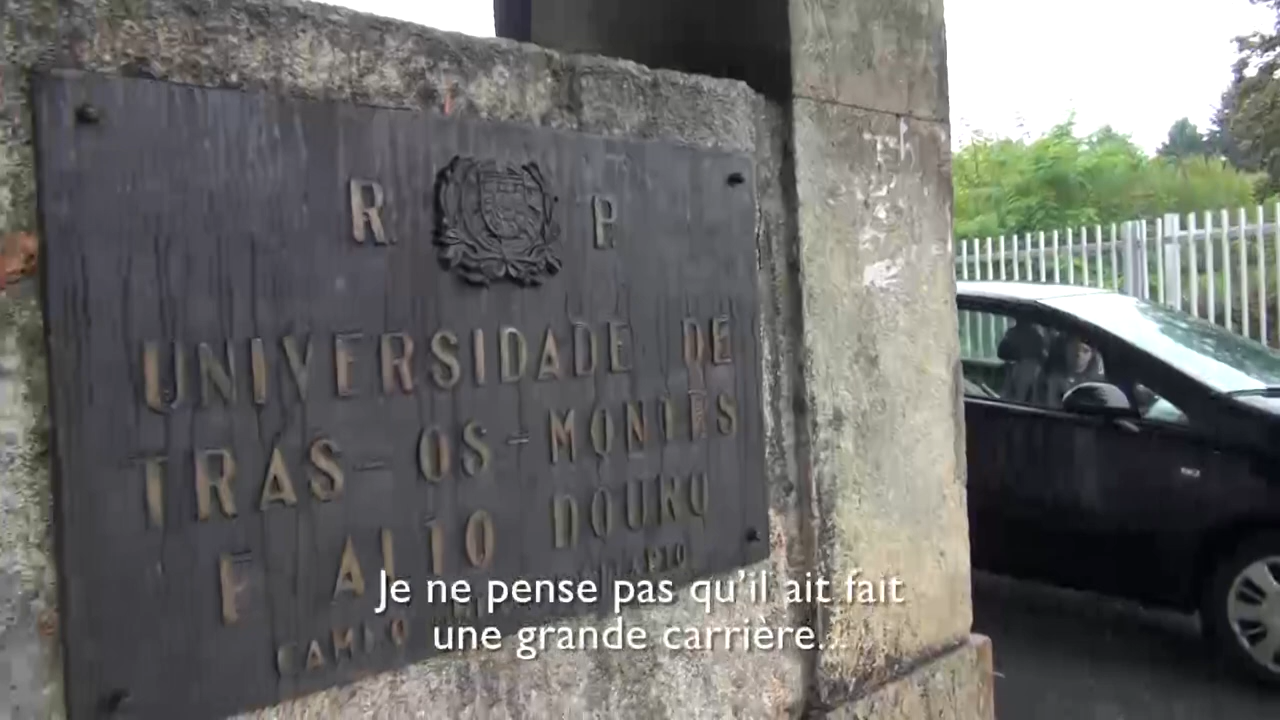 R. P.
UNIVERSIDADE DE
TRAS-OS-MONTES
E ALTO DOURO
Je ne pense pas qu'il ait fait
une grande carrière...